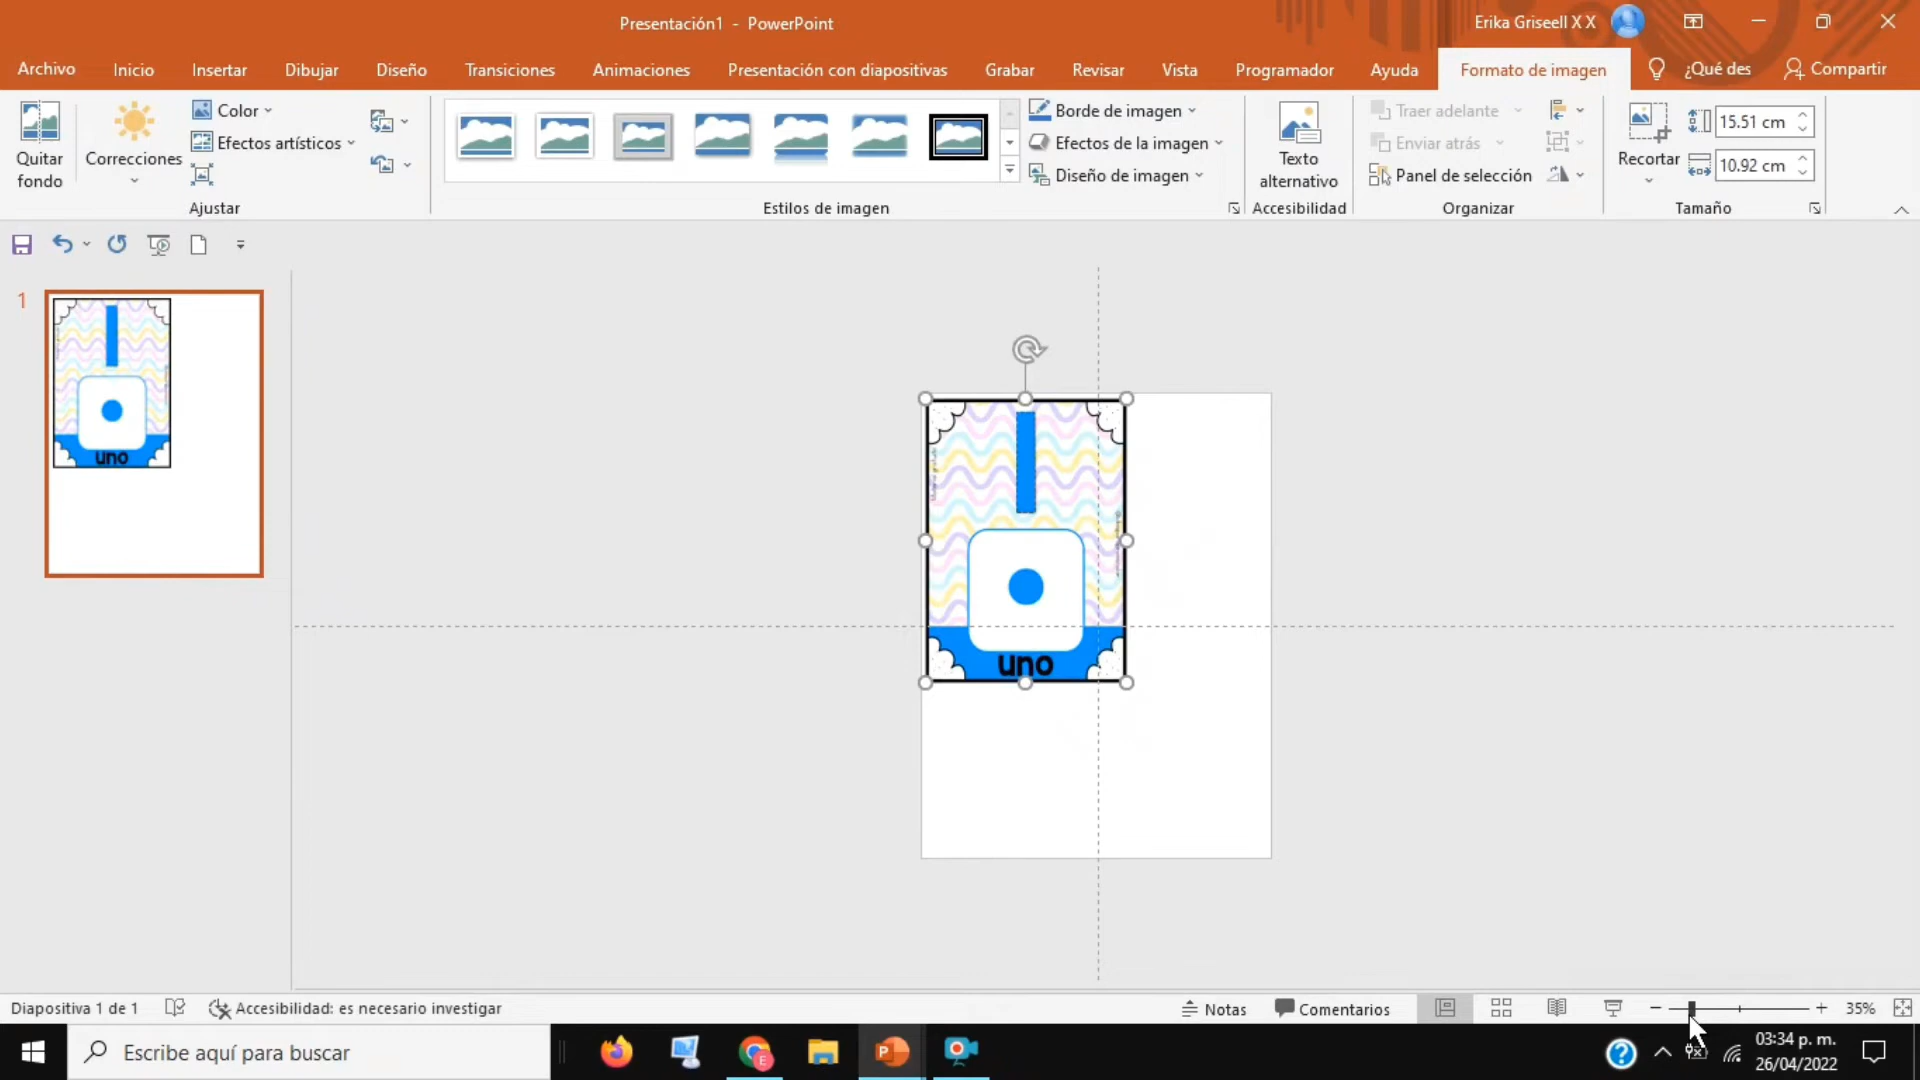 Presentación1 - PowerPoint
Erika Griseell X X
Archivo
Inicio
Insertar
Dibujar
Diseño
Transiciones
Animaciones
Presentación con diapositivas
Grabar
Revisar
Vista
Programador
Ayuda
Formato de imagen
¿Qué des
Compartir
Quitar
fondo
Correcciones
Color
Efectos artísticos
Ajustar
Estilos de imagen
Borde de imagen
Efectos de la imagen
Diseño de imagen
Texto
alternativo
Accesibilidad
Traer adelante
Enviar atrás
Panel de selección
Organizar
Recortar
15.51 cm
10.92 cm
Tamaño
1
uno
uno
Diapositiva 1 de 1
Accesibilidad: es necesario investigar
Notas
Comentarios
35%
Escribe aquí para buscar
03:34 p. m.
26/04/2022